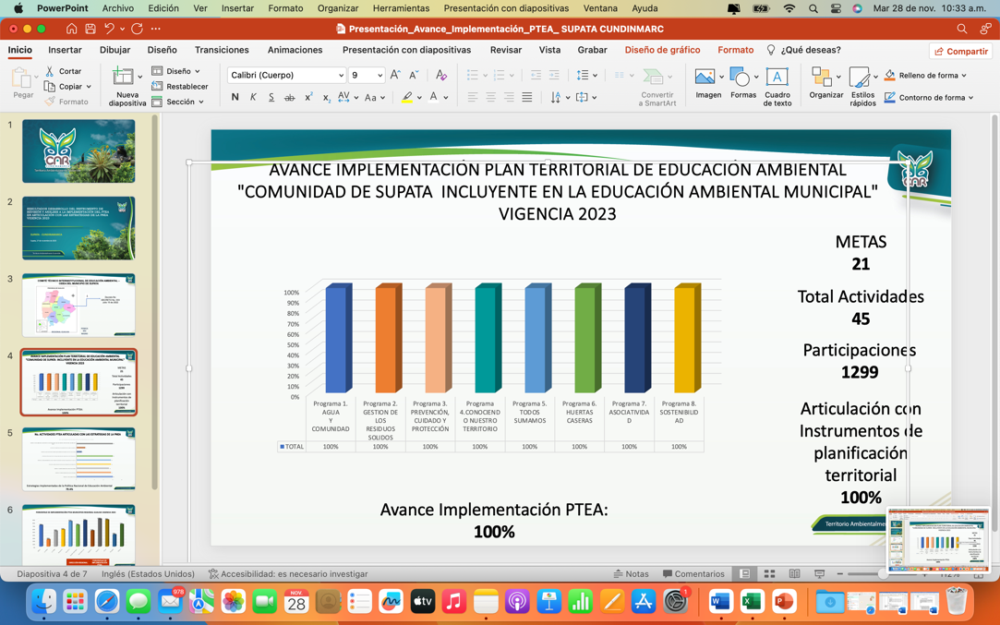 PowerPoint Archivo Edición Ver Insertar Formato Organizar Herramientas Presentación con diapositivas Ventana Ayuda Mar 28 de nov. 10:33 a.m.
Presentación_Avance_Implementación_PTEA_ SUPATA CUNDINMARC
Inicio Insertar Dibujar Diseño Transiciones Animaciones Presentación con diapositivas Revisar Vista Grabar Diseño de gráfico Formato ¿Qué deseas? Compartir
Pegar
Cortar
Copiar
Formato
Nueva
diapositiva
Diseño
Restablecer
Sección
Calibri (Cuerpo) 9
N K S ab x² x₂ AV Aa A
Convertir
a SmartArt
Imagen
Formas
Cuadro
de texto
Organizar
Estilos
rápidos
Relleno de forma
Contorno de forma
1
CAR
2
3
4
5
6
AVANCE IMPLEMENTACIÓN PLAN TERRITORIAL DE EDUCACIÓN AMBIENTAL
"COMUNIDAD DE SUPATA INCLUYENTE EN LA EDUCACIÓN AMBIENTAL MUNICIPAL"
VIGENCIA 2023
CAR
METAS
21
Total Actividades
45
Participaciones
1299
Articulación con
Instrumentos de
planificación
territorial
100%
100%
90%
80%
70%
60%
50%
40%
30%
20%
10%
0%
Programa 1.
AGUA
Y
COMUNIDAD
Programa 2.
GESTION DE
LOS
RESIDUOS
SOLIDOS
Programa 3.
PREVENCIÓN,
CUIDADO Y
PROTECCIÓN
Programa
4.CONOCIEND
O NUESTRO
TERRITORIO
Programa 5.
TODOS
SUMAMOS
Programa 6.
HUERTAS
CASERAS
Programa 7.
ASOCIATIVIDA
D
Programa 8.
SOSTENIBILID
AD
TOTAL 100% 100% 100% 100% 100% 100% 100% 100%
Avance Implementación PTEA:
100%
Territorio Ambientalme
Diapositiva 4 de 7 Inglés (Estados Unidos) Accesibilidad: es necesario investigar Notas Comentarios
978
NOV.
28
tv
1